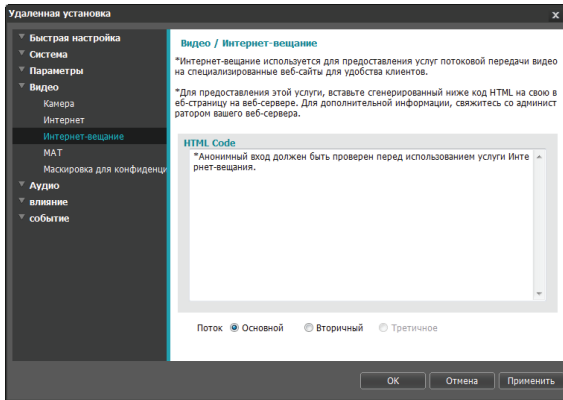 Удаленная установка
x
Быстрая настройка
Система
Параметры
Видео
Камера
Интернет
Интернет-вещание
MAT
Маскировка для конфиденци
Аудио
влияние
событие
Видео / Интернет-вещание
*Интернет-вещание используется для предоставления услуг потоковой передачи видео
на специализированные веб-сайты для удобства клиентов.
*Для предоставления этой услуги, вставьте сгенерированный ниже код HTML на свою в
еб-страницу на веб-сервере. Для дополнительной информации, свяжитесь со админист
ратором вашего веб-сервера.
HTML Code
*Анонимный вход должен быть проверен перед использованием услуги Инте
рнет-вещания.
Поток Основной Вторичный Третичное
OK Отмена Применить